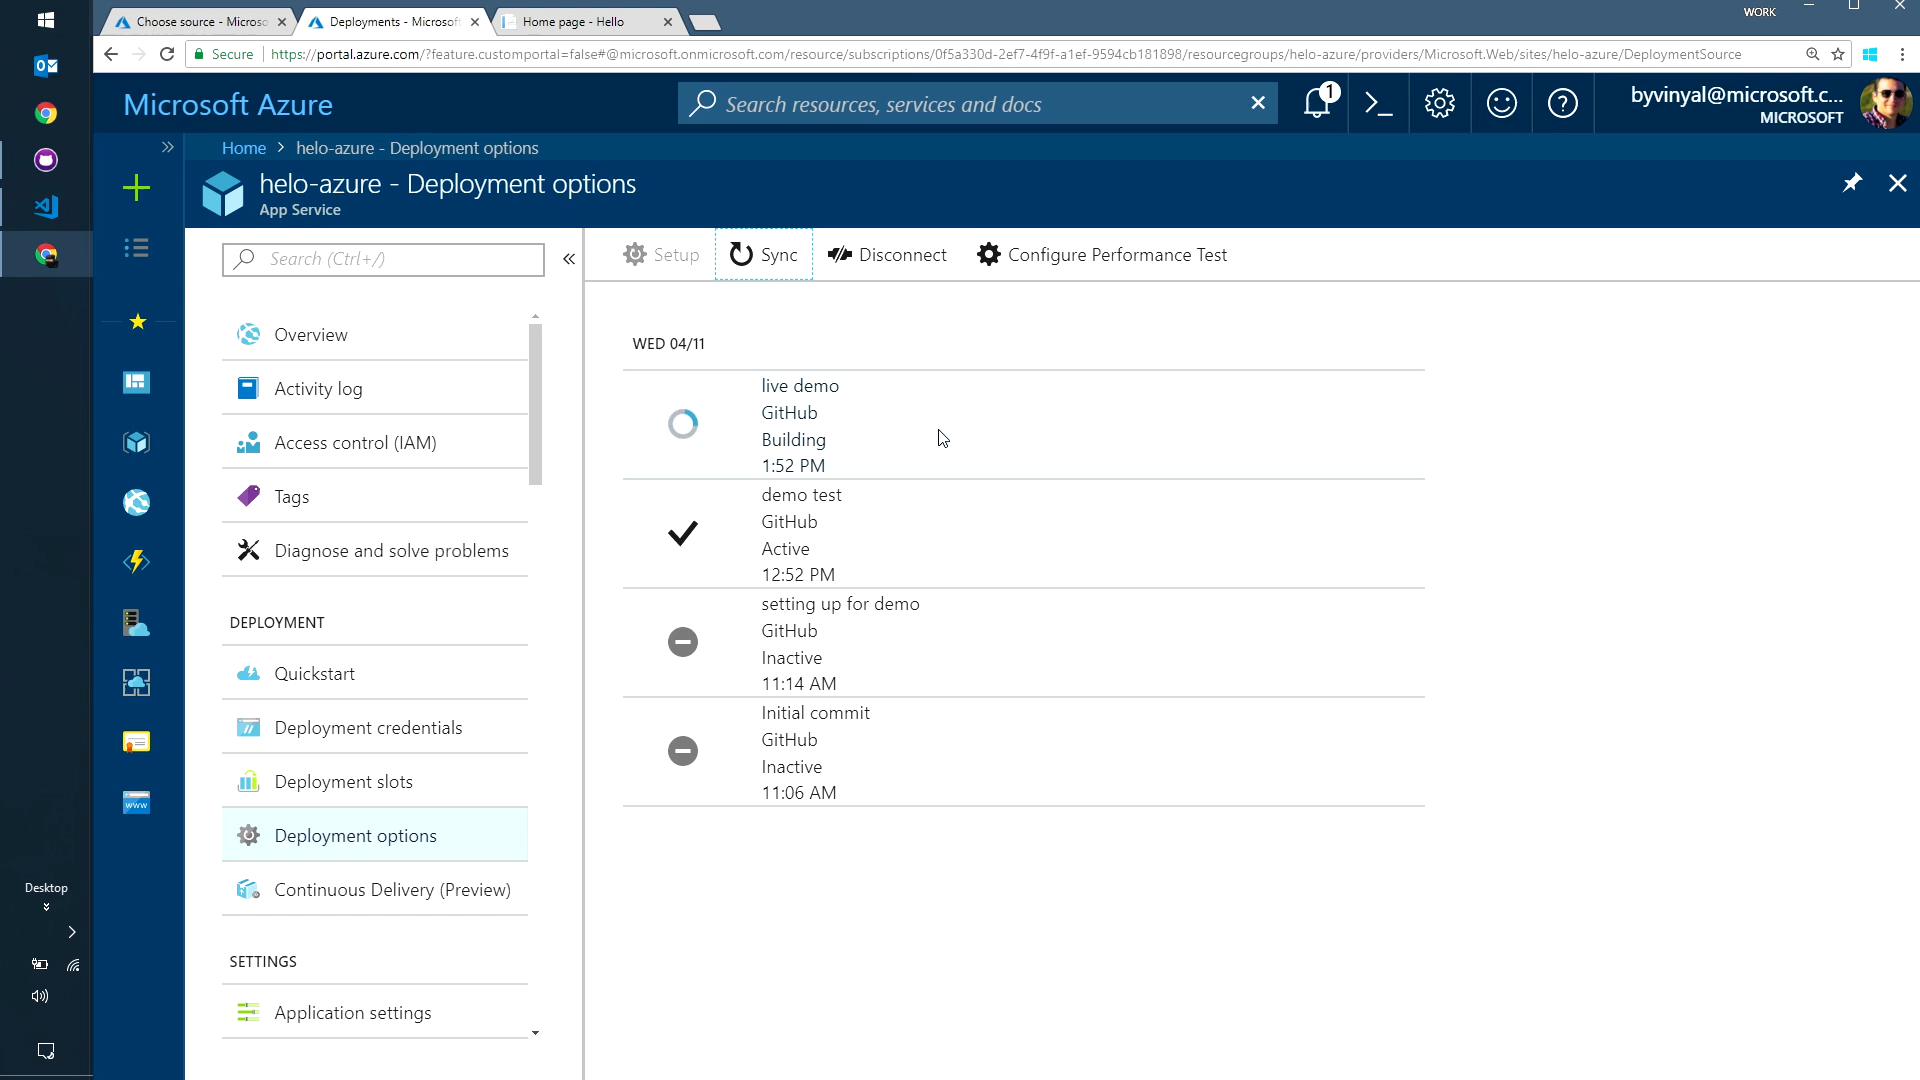 WORK
Choose source - Microso
Deployments - Microsoft
Home page - Hello
Secure
https://portal.azure.com/?feature.customportal=false#@microsoft.onmicrosoft.com/resource/subscriptions/0f5a330d-2ef7-4f9f-a1ef-9594cb181898/resourcegroups/helo-azure/providers/Microsoft.Web/sites/helo-azure/DeploymentSource
Microsoft Azure
Search resources, services and docs
1
byvinyal@microsoft.c...
MICROSOFT
Home > helo-azure - Deployment options
helo-azure - Deployment options
App Service
Search (Ctrl+/)
Setup
Sync
Disconnect
Configure Performance Test
Overview
Activity log
Access control (IAM)
Tags
Diagnose and solve problems
DEPLOYMENT
Quickstart
Deployment credentials
Deployment slots
Deployment options
Continuous Delivery (Preview)
SETTINGS
Application settings
WED 04/11
live demo
GitHub
Building
1:52 PM
demo test
GitHub
Active
12:52 PM
setting up for demo
GitHub
Inactive
11:14 AM
Initial commit
GitHub
Inactive
11:06 AM
www
Desktop